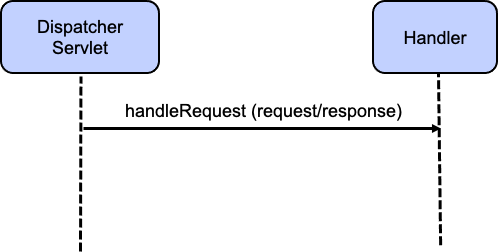 Dispatcher
Servlet
Handler
handleRequest (request/response)